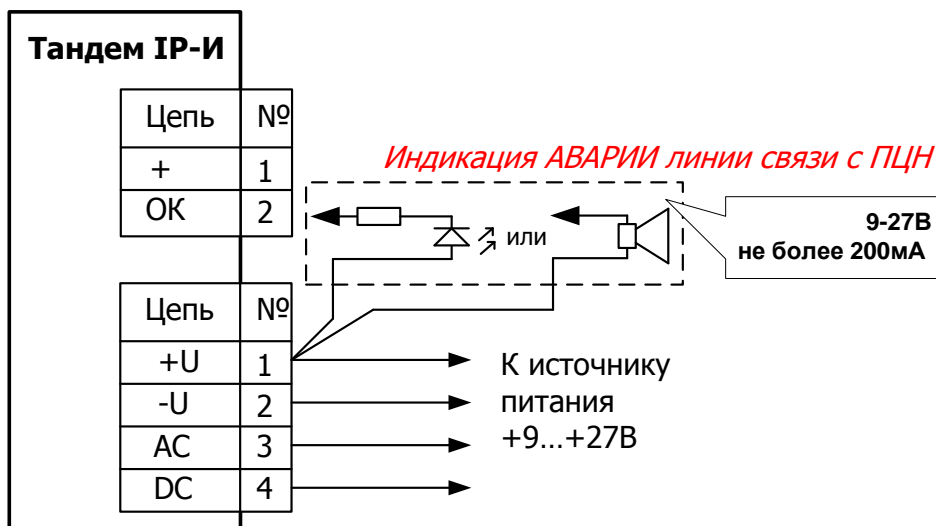 Тандем IP-И
Цепь №
+ 1
ОК 2
Индикация АВАРИИ линии связи с ПЦН
или
9-27В
не более 200мА
Цепь №
+U 1
-U 2
AC 3
DC 4
К источнику
питания
+9...+27В